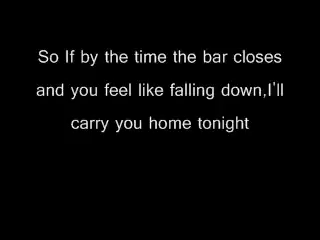 So If by the time the bar closes
and you feel like falling down,I'll
carry you home tonight